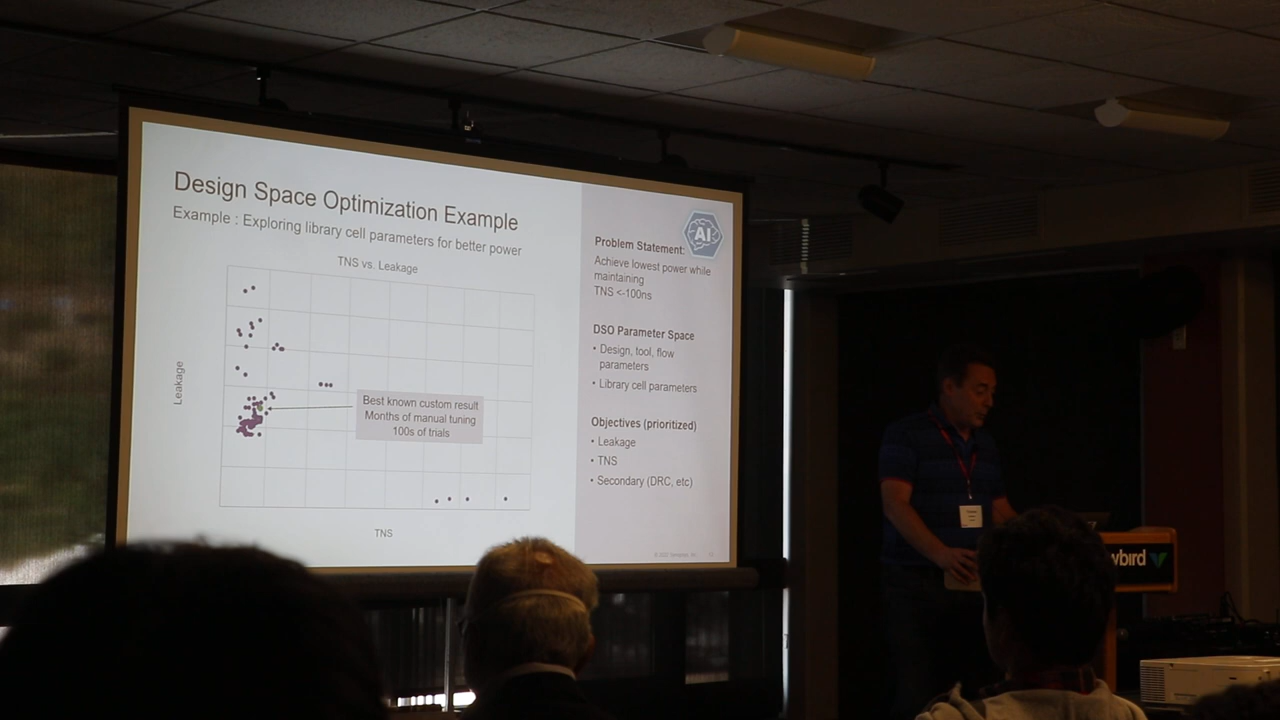 Design Space Optimization Example
Example : Exploring library cell parameters for better power
TNS vs. Leakage
Leakage
Best known custom result
Months of manual tuning
100s of trials
TNS
AI
Problem Statement:
Achieve lowest power while
maintaining
TNS <-100ns
DSO Parameter Space
• Design, tool, flow
parameters
• Library cell parameters
Objectives (prioritized)
• Leakage
• TNS
• Secondary (DRC, etc)
wbird